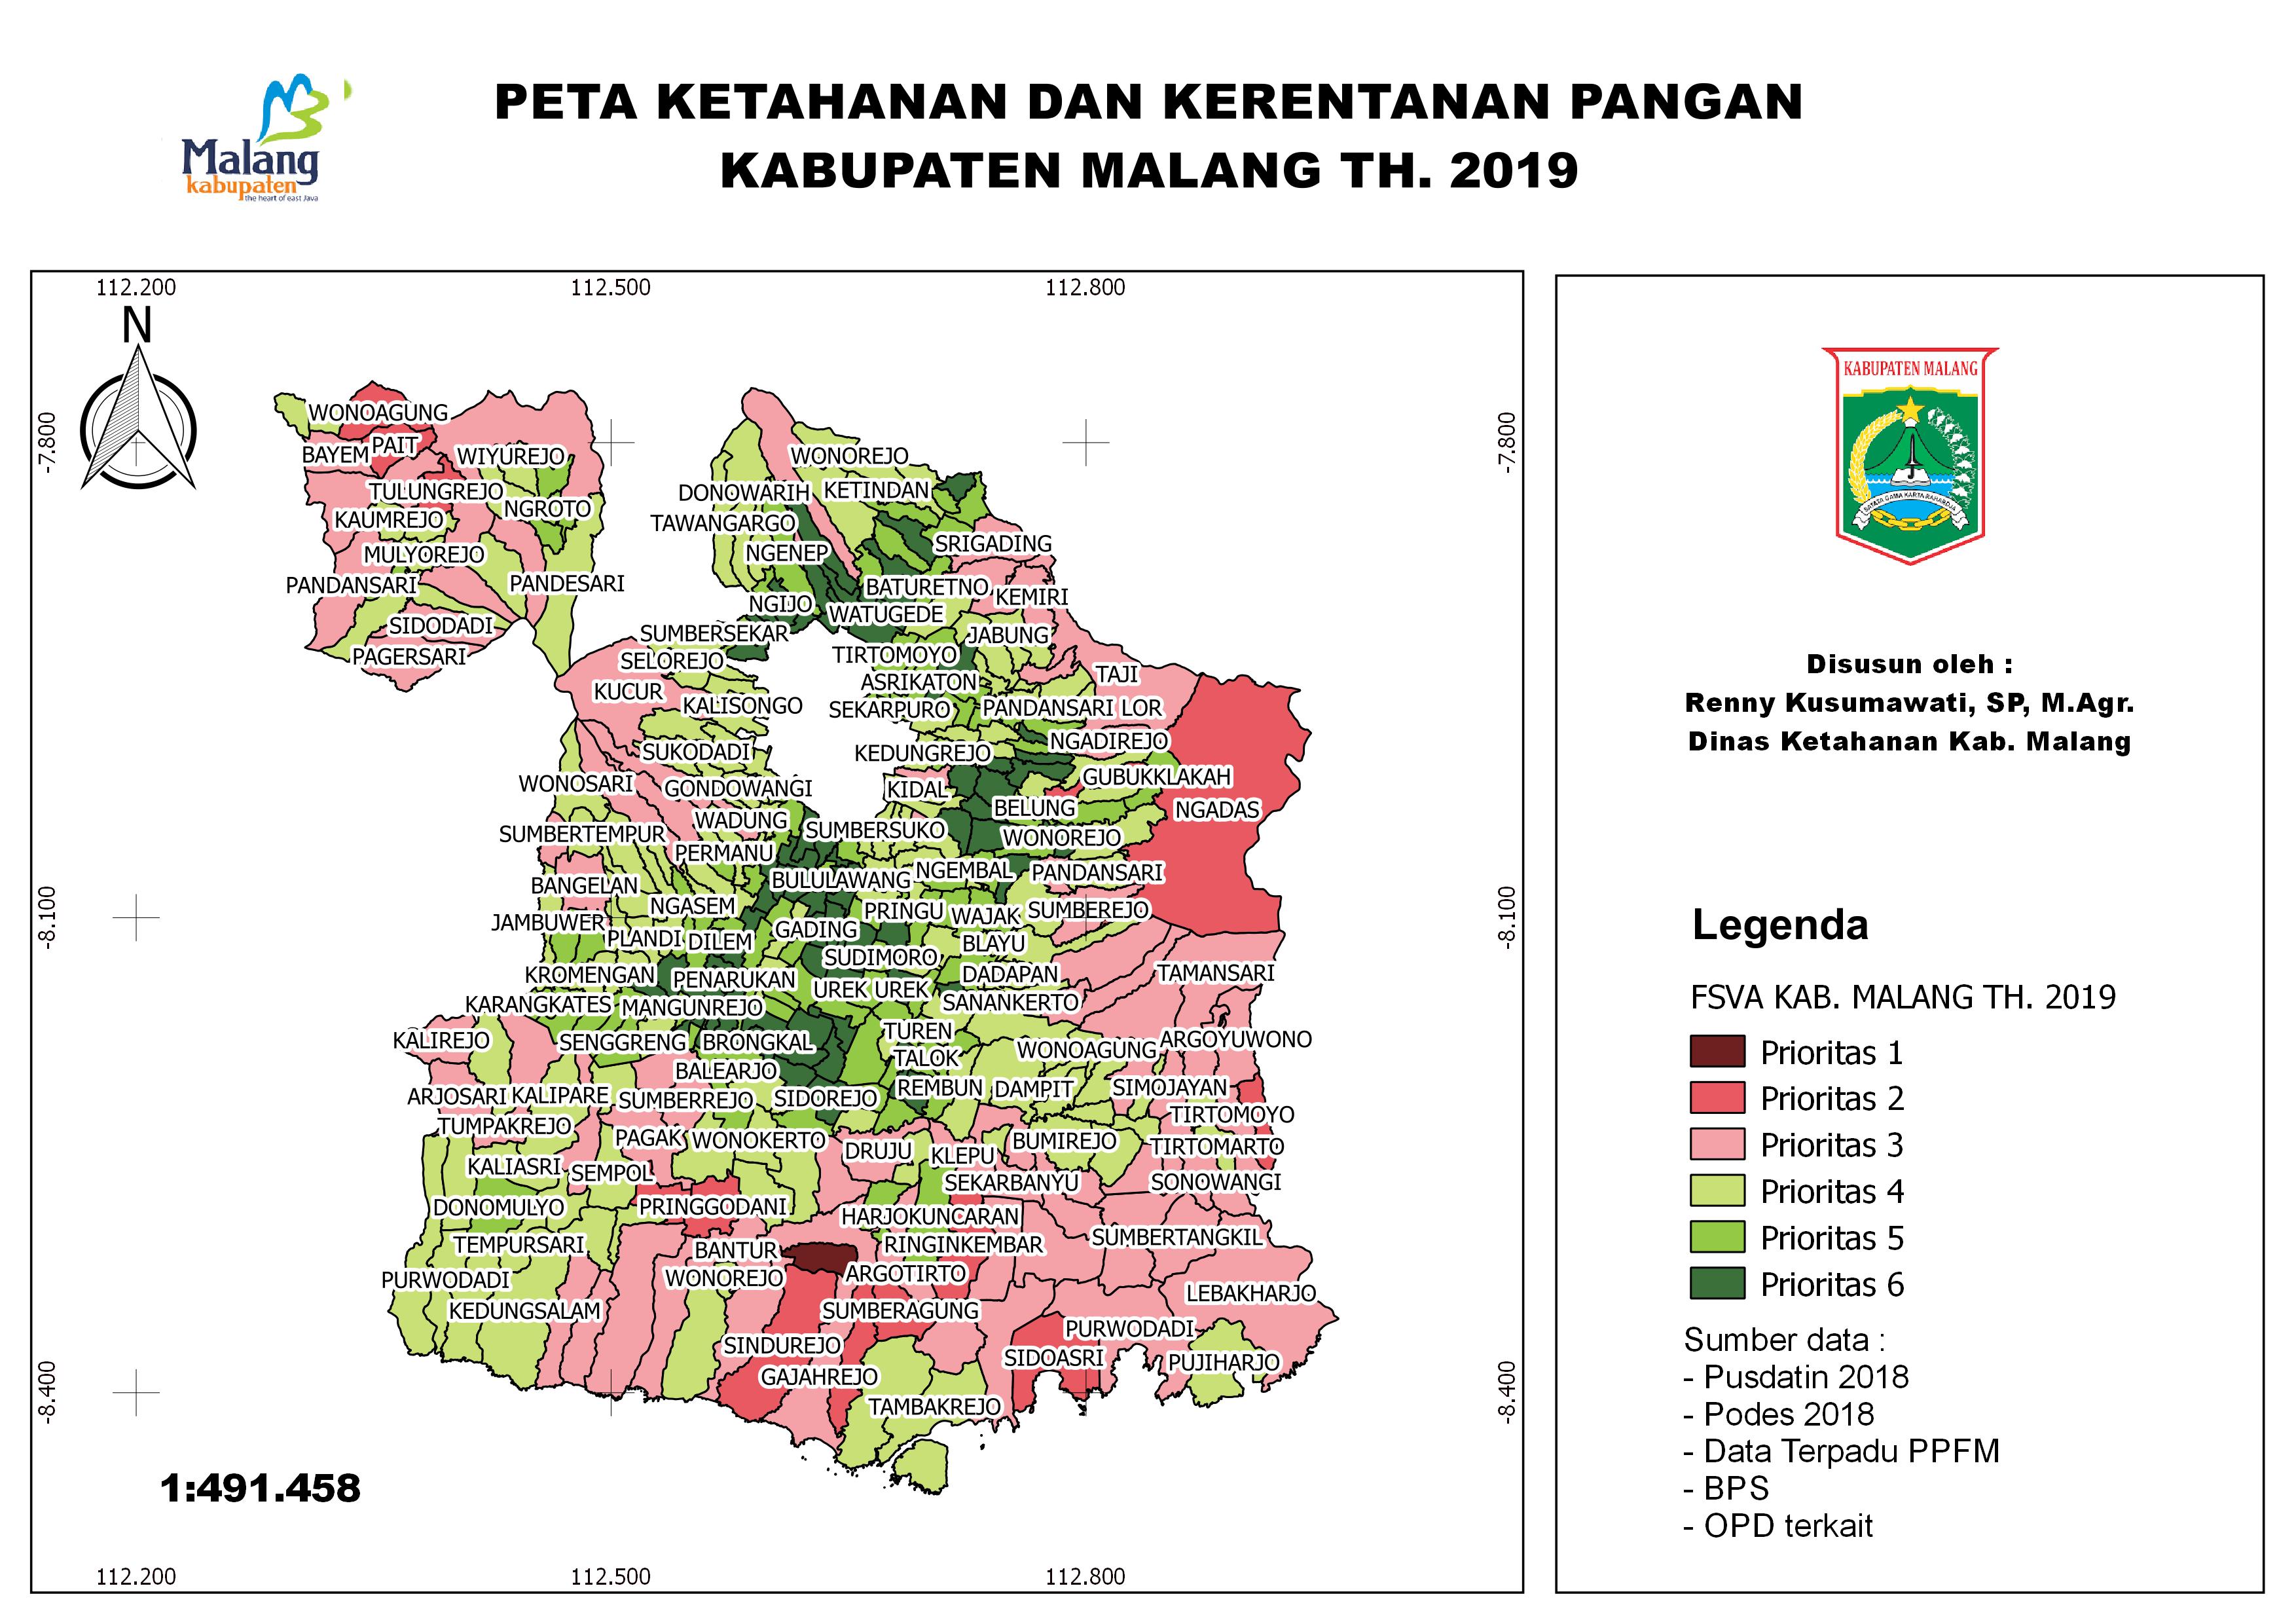 Malang
kabupaten
the heart of east Java
PETA KETAHANAN DAN KERENTANAN PANGAN
KABUPATEN MALANG TH. 2019
112.200 112.500 112.800
N
-7.800 -7.800
WONOAGUNG
BAYEM PAIT WIYUREJO WONOREJO
TULUNGREJO DONOWARIH KETINDAN
KAUMREJO NGROTO TAWANGARGO
MULYOREJO NGENEP SRIGADING
PANDANSARI PANDESARI BATURETNO KEMIRI
NGIJO WATUGEDE
SIDODADI SUMBERSEKAR JABUNG
PAGERSARI SELOREJO TIRTOMOYO
KUCUR ASRIKATON TAJI
KALISONGO SEKARPURO PANDANSARI LOR
SUKODADI KEDUNGREJO NGADIREJO
WONOSARI GONDOWANGI KIDAL GUBUKKLAKAH
WADUNG BELUNG NGADAS
SUMBERTEMPUR SUMBERSUKO WONOREJO
PERMANU
BANGELAN BULULAWANG NGEMBAL PANDANSARI
NGASEM PRINGU WAJAK SUMBEREJO
-8.100 -8.100
JAMBUWER PLANDI DILEM GADING BLAYU
KROMENGAN PENARUKAN SUDIMORO DADAPAN TAMANSARI
KARANGKATES MANGUNREJO UREK UREK SANANKERTO
KALIREJO SENGGRENG BRONGKAL TUREN WONOAGUNG ARGOYUWONO
BALEARJO TALOK
ARJOSARI KALIPARE SUMBERREJO SIDOREJO REMBUN DAMPIT SIMOJAYAN
TUMPAKREJO TIRTOMOYO
PAGAK WONOKERTO DRUJU KLEPU BUMIREJO TIRTOMARTO
KALIASRI SEMPOL SEKARBANYU SONOWANGI
DONOMULYO PRINGGODANI HARJOKUNCARAN
TEMPURSARI BANTUR RINGINKEMBAR SUMBERTANGKIL
PURWODADI WONOREJO ARGOTIRTO LEBAKHARJO
KEDUNGSALAM SUMBERAGUNG
SINDUREJO PURWODADI
GAJAHREJO SIDOASRI PUJIHARJO
TAMBAKREJO
-8.400 -8.400
1:491.458
112.200 112.500 112.800
KABUPATEN MALANG
SATATA GAMA KARTA RAHARDJA
Disusun oleh :
Renny Kusumawati, SP, M.Agr.
Dinas Ketahanan Kab. Malang
Legenda
FSVA KAB. MALANG TH. 2019
Prioritas 1
Prioritas 2
Prioritas 3
Prioritas 4
Prioritas 5
Prioritas 6
Sumber data :
- Pusdatin 2018
- Podes 2018
- Data Terpadu PPFM
- BPS
- OPD terkait